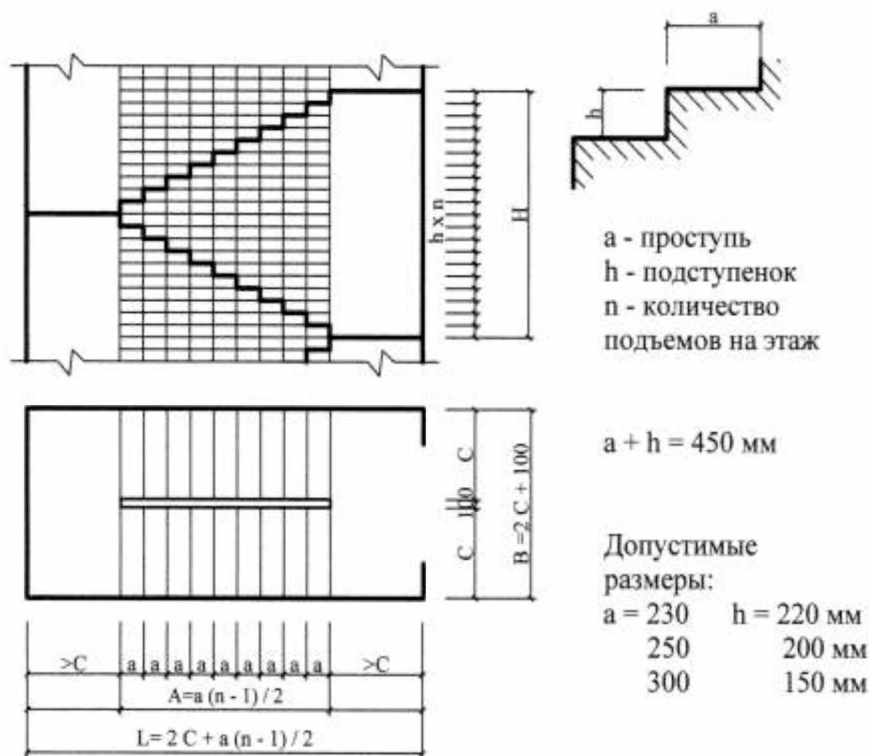 a
h
h x n
H
a - проступь
h - подступенок
n - количество
подъемов на этаж
C
100
C
B =2 C + 100
a + h = 450 мм
Допустимые
размеры:
a = 230 h = 220 мм
250 200 мм
300 150 мм
>C a a a a a a a a a >C
A=a (n - 1) / 2
L= 2 C + a (n - 1) / 2